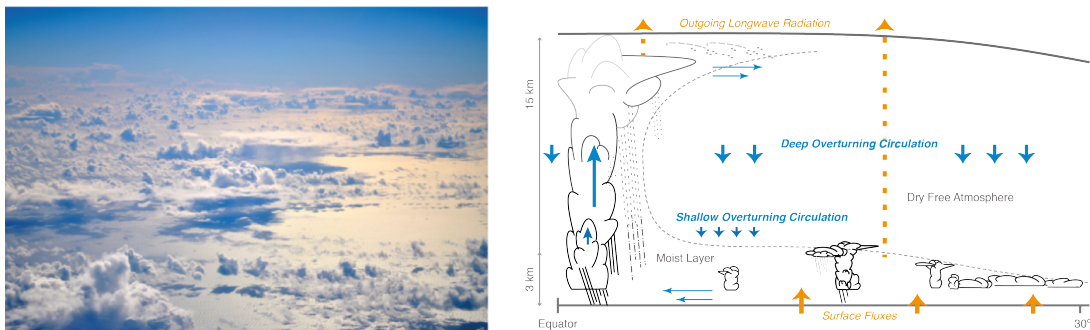 Outgoing Longwave Radiation
15 km
Deep Overturning Circulation
Dry Free Atmosphere
Shallow Overturning Circulation
Moist Layer
3 km
Surface Fluxes
Equator
30°